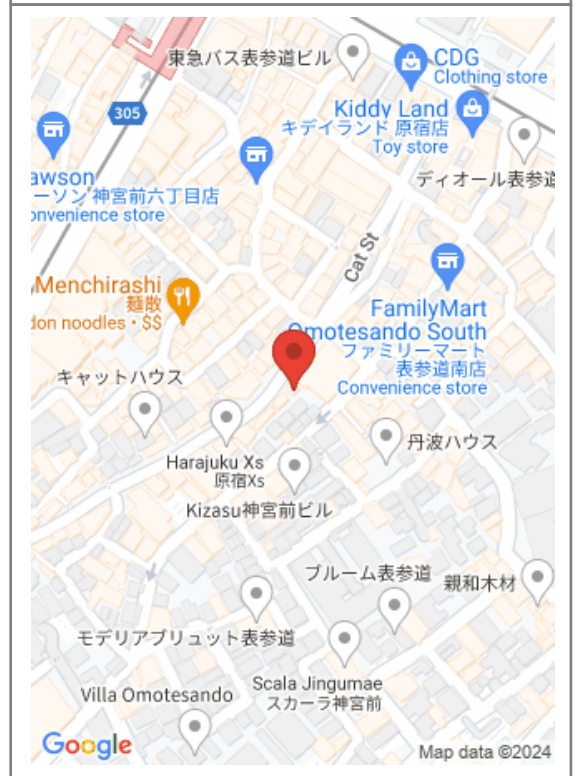 東急バス表参道ビル
CDG
Clothing store
Kiddy Land
キデイランド 原宿店
Toy store
305
ディオール表参道
awson
ーソン 神宮前六丁目店
onvenience store
Cat St
Menchirashi
麺散
don noodles • $$
FamilyMart
Omotesando South
ファミリーマート
表参道南店
Convenience store
キャットハウス
丹波ハウス
Harajuku Xs
原宿Xs
Kizasu神宮前ビル
ブルーム表参道
親和木材
モデリアブリュット表参道
Villa Omotesando
Scala Jingumae
スカーラ神宮前
Google
Map data ©2024